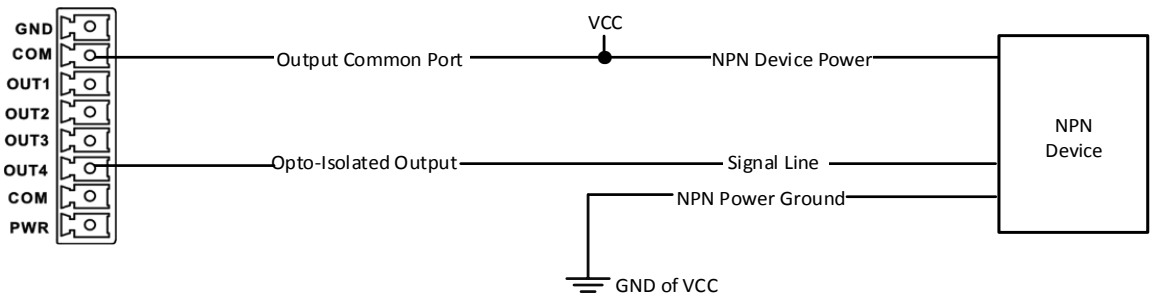 GND
COM
OUT1
OUT2
OUT3
OUT4
COM
PWR
VCC
Output Common Port
NPN Device Power
Opto-Isolated Output
Signal Line
NPN Power Ground
GND of VCC
NPN
Device